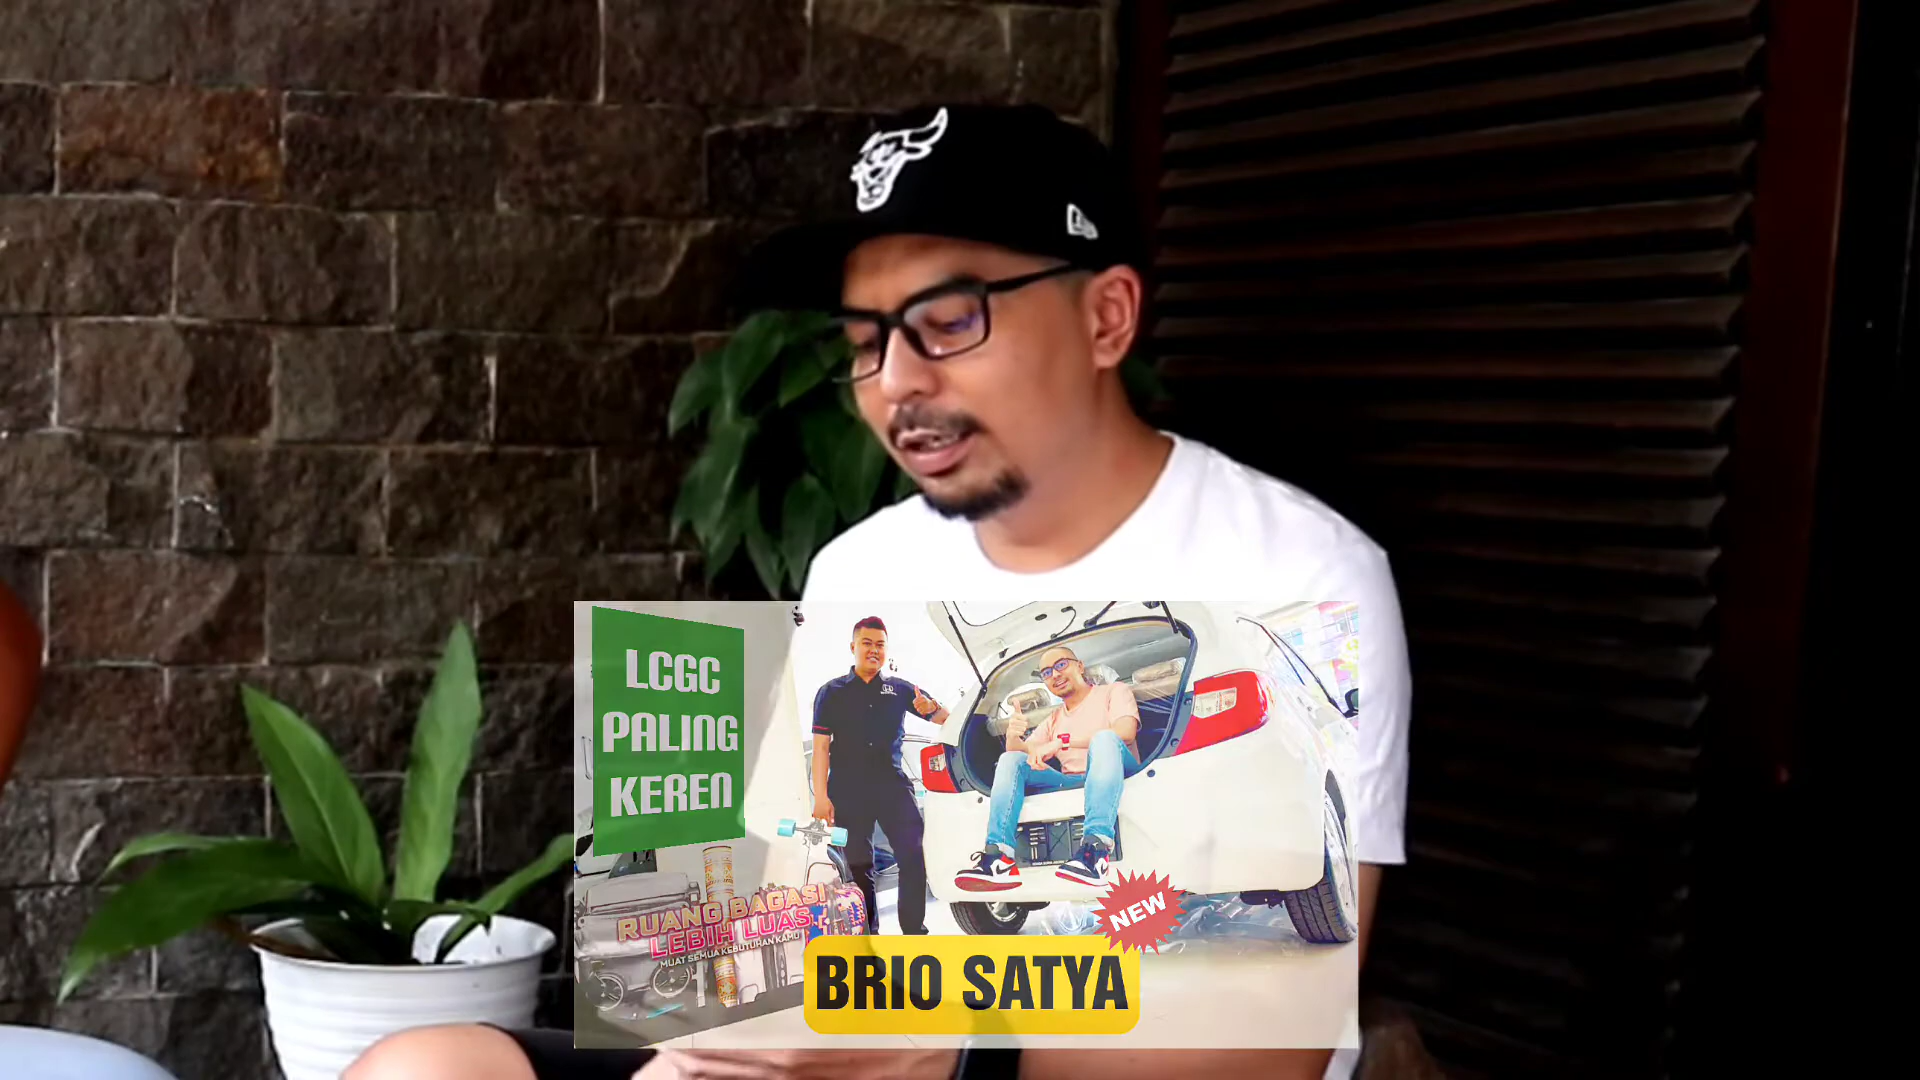 LCGC
PALING
KEREN
RUANG BAGASI
LEBIH LUAS
MUAT SEMUA KEBUTUHAN KAMU
NEW
BRIO SATYA